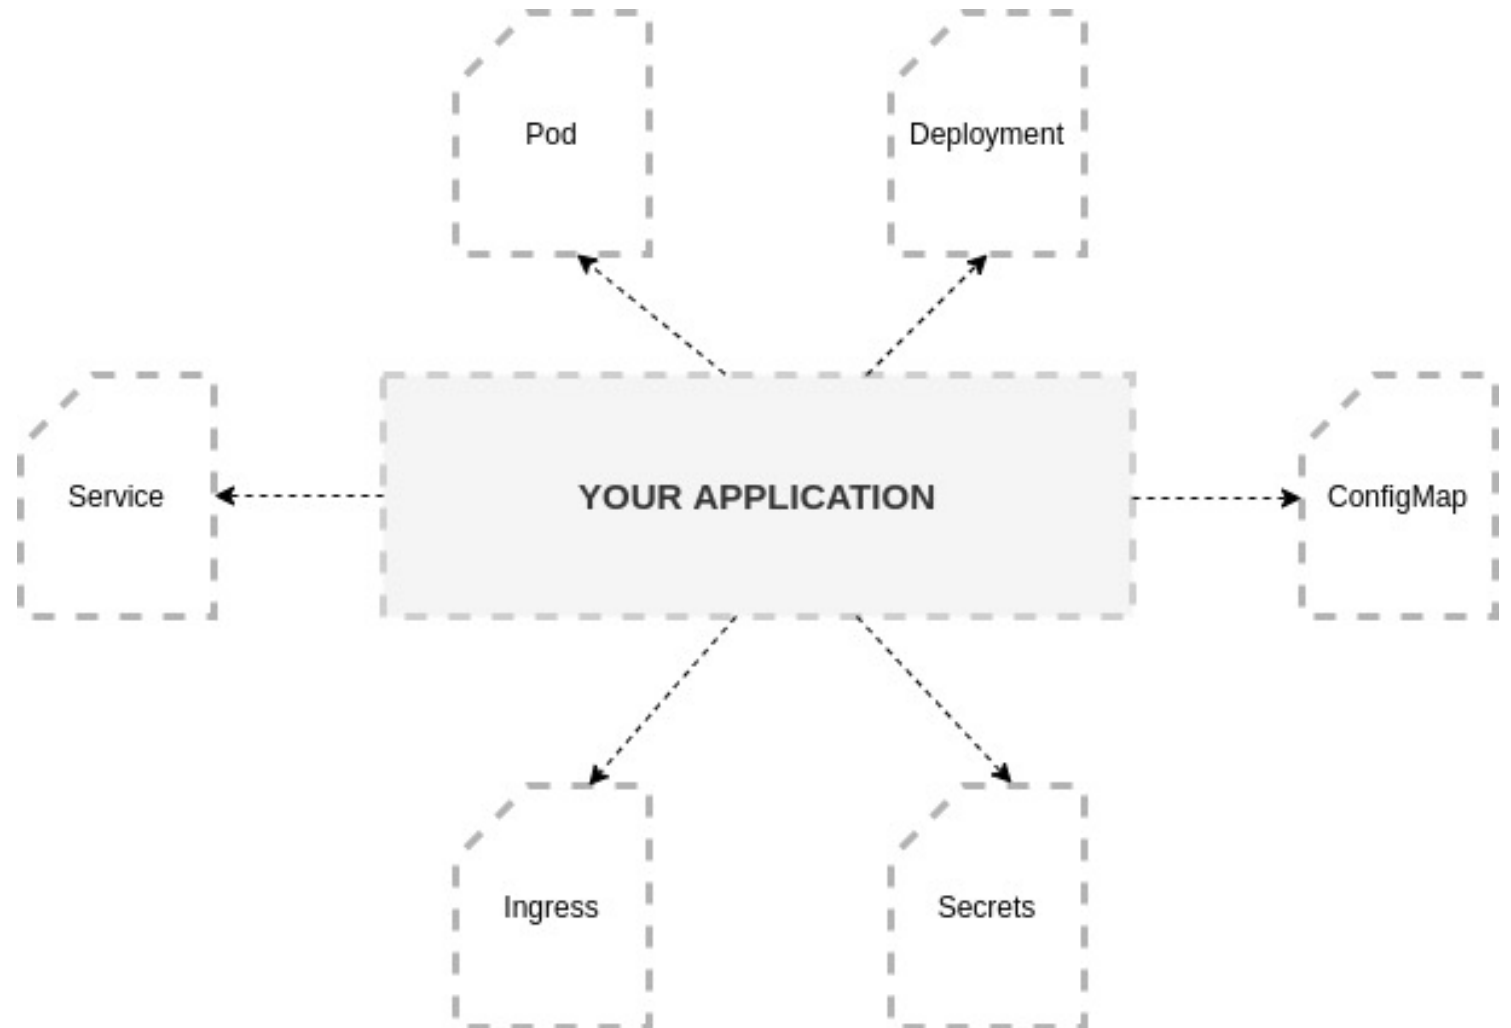 Pod
Deployment
Service
YOUR APPLICATION
ConfigMap
Ingress
Secrets